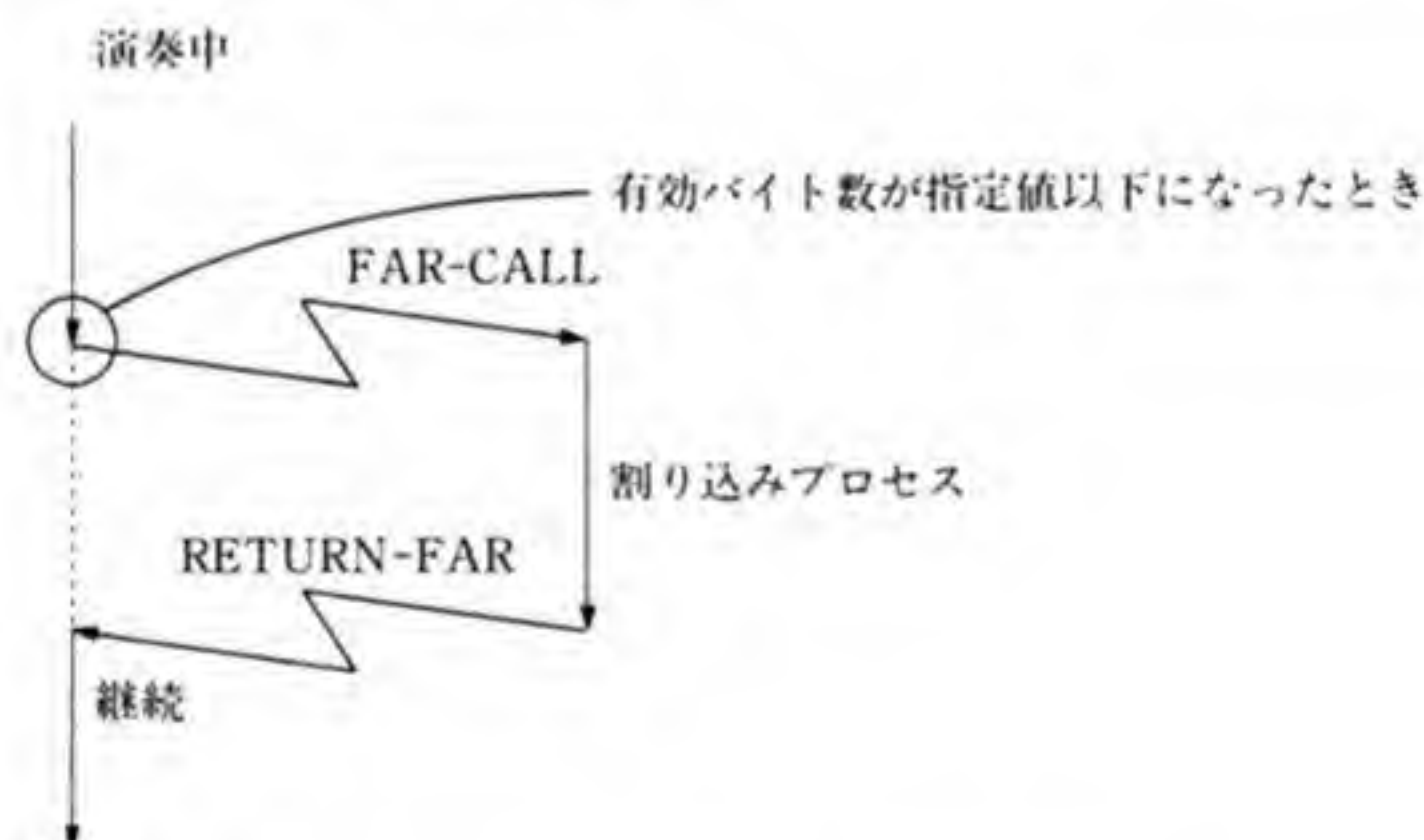 演奏中
有効バイト数が指定値以下になったとき
FAR-CALL
割り込みプロセス
RETURN-FAR
継続